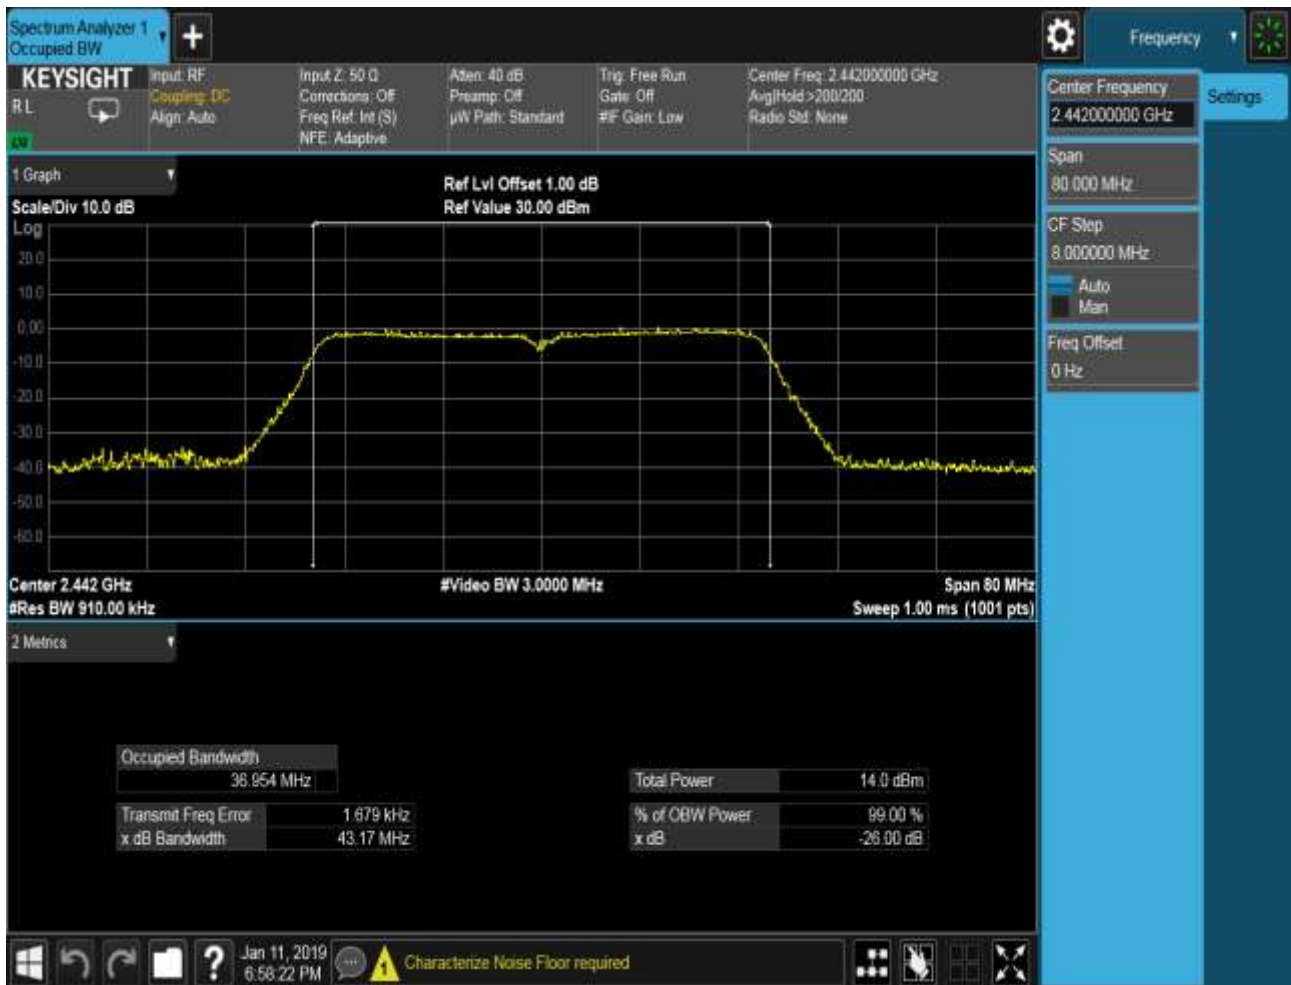 Spectrum Analyzer 1
Occupied BW
Frequency
KEYSIGHT
R L
Input: RF
Coupling: DC
Align: Auto
Input Z: 50 Ω
Corrections: Off
Freq Ref: Int (S)
NFE: Adaptive
Atten: 40 dB
Preamp: Off
µW Path: Standard
Trig: Free Run
Gate: Off
#IF Gain: Low
Center Freq: 2.442000000 GHz
Avg|Hold >200/200
Radio Std: None
Center Frequency
2.442000000 GHz
Settings
Span
80.000 MHz
CF Step
8.000000 MHz
Auto
Man
Freq Offset
0 Hz
1 Graph
Scale/Div 10.0 dB
Ref Lvl Offset 1.00 dB
Ref Value 30.00 dBm
Log
20.0
10.0
0.00
-10.0
-20.0
-30.0
-40.0
-50.0
-60.0
Center 2.442 GHz
#Video BW 3.0000 MHz
Span 80 MHz
#Res BW 910.00 kHz
Sweep 1.00 ms (1001 pts)
2 Metrics
Occupied Bandwidth
36.954 MHz
Total Power 14.0 dBm
Transmit Freq Error 1.679 kHz
% of OBW Power 99.00 %
x dB Bandwidth 43.17 MHz
x dB -26.00 dB
Jan 11, 2019
6:58:22 PM
1
Characterize Noise Floor required